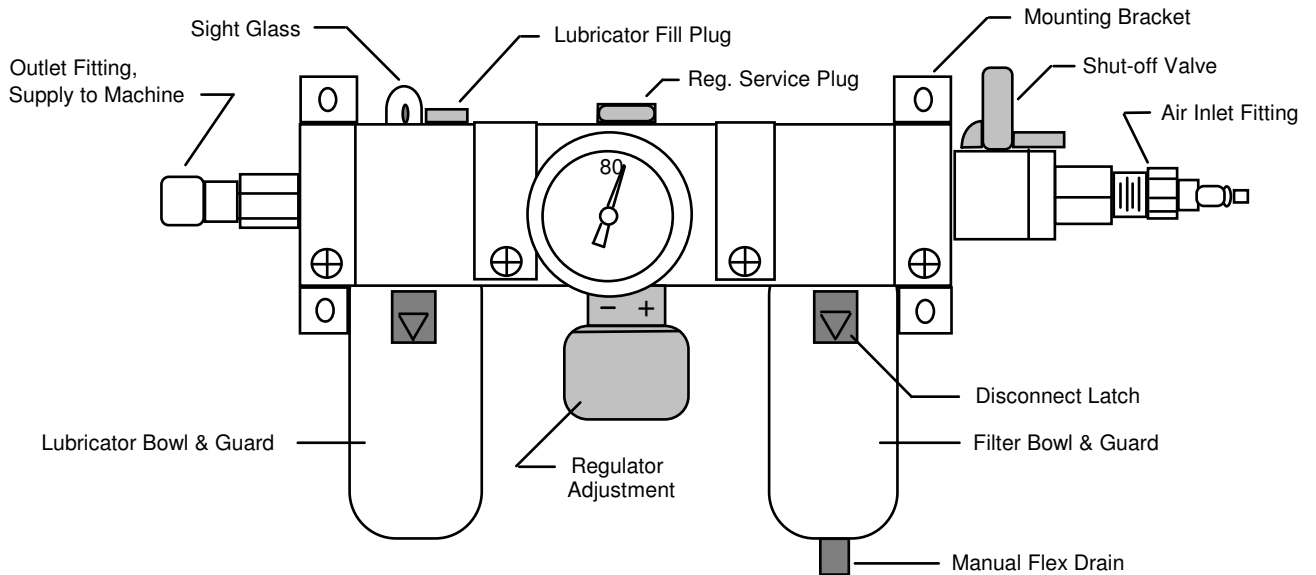 Mounting Bracket
Sight Glass
Lubricator Fill Plug
Outlet Fitting,
Supply to Machine
Reg. Service Plug
Shut-off Valve
Air Inlet Fitting
80
− +
Disconnect Latch
Lubricator Bowl & Guard
Filter Bowl & Guard
Regulator
Adjustment
Manual Flex Drain